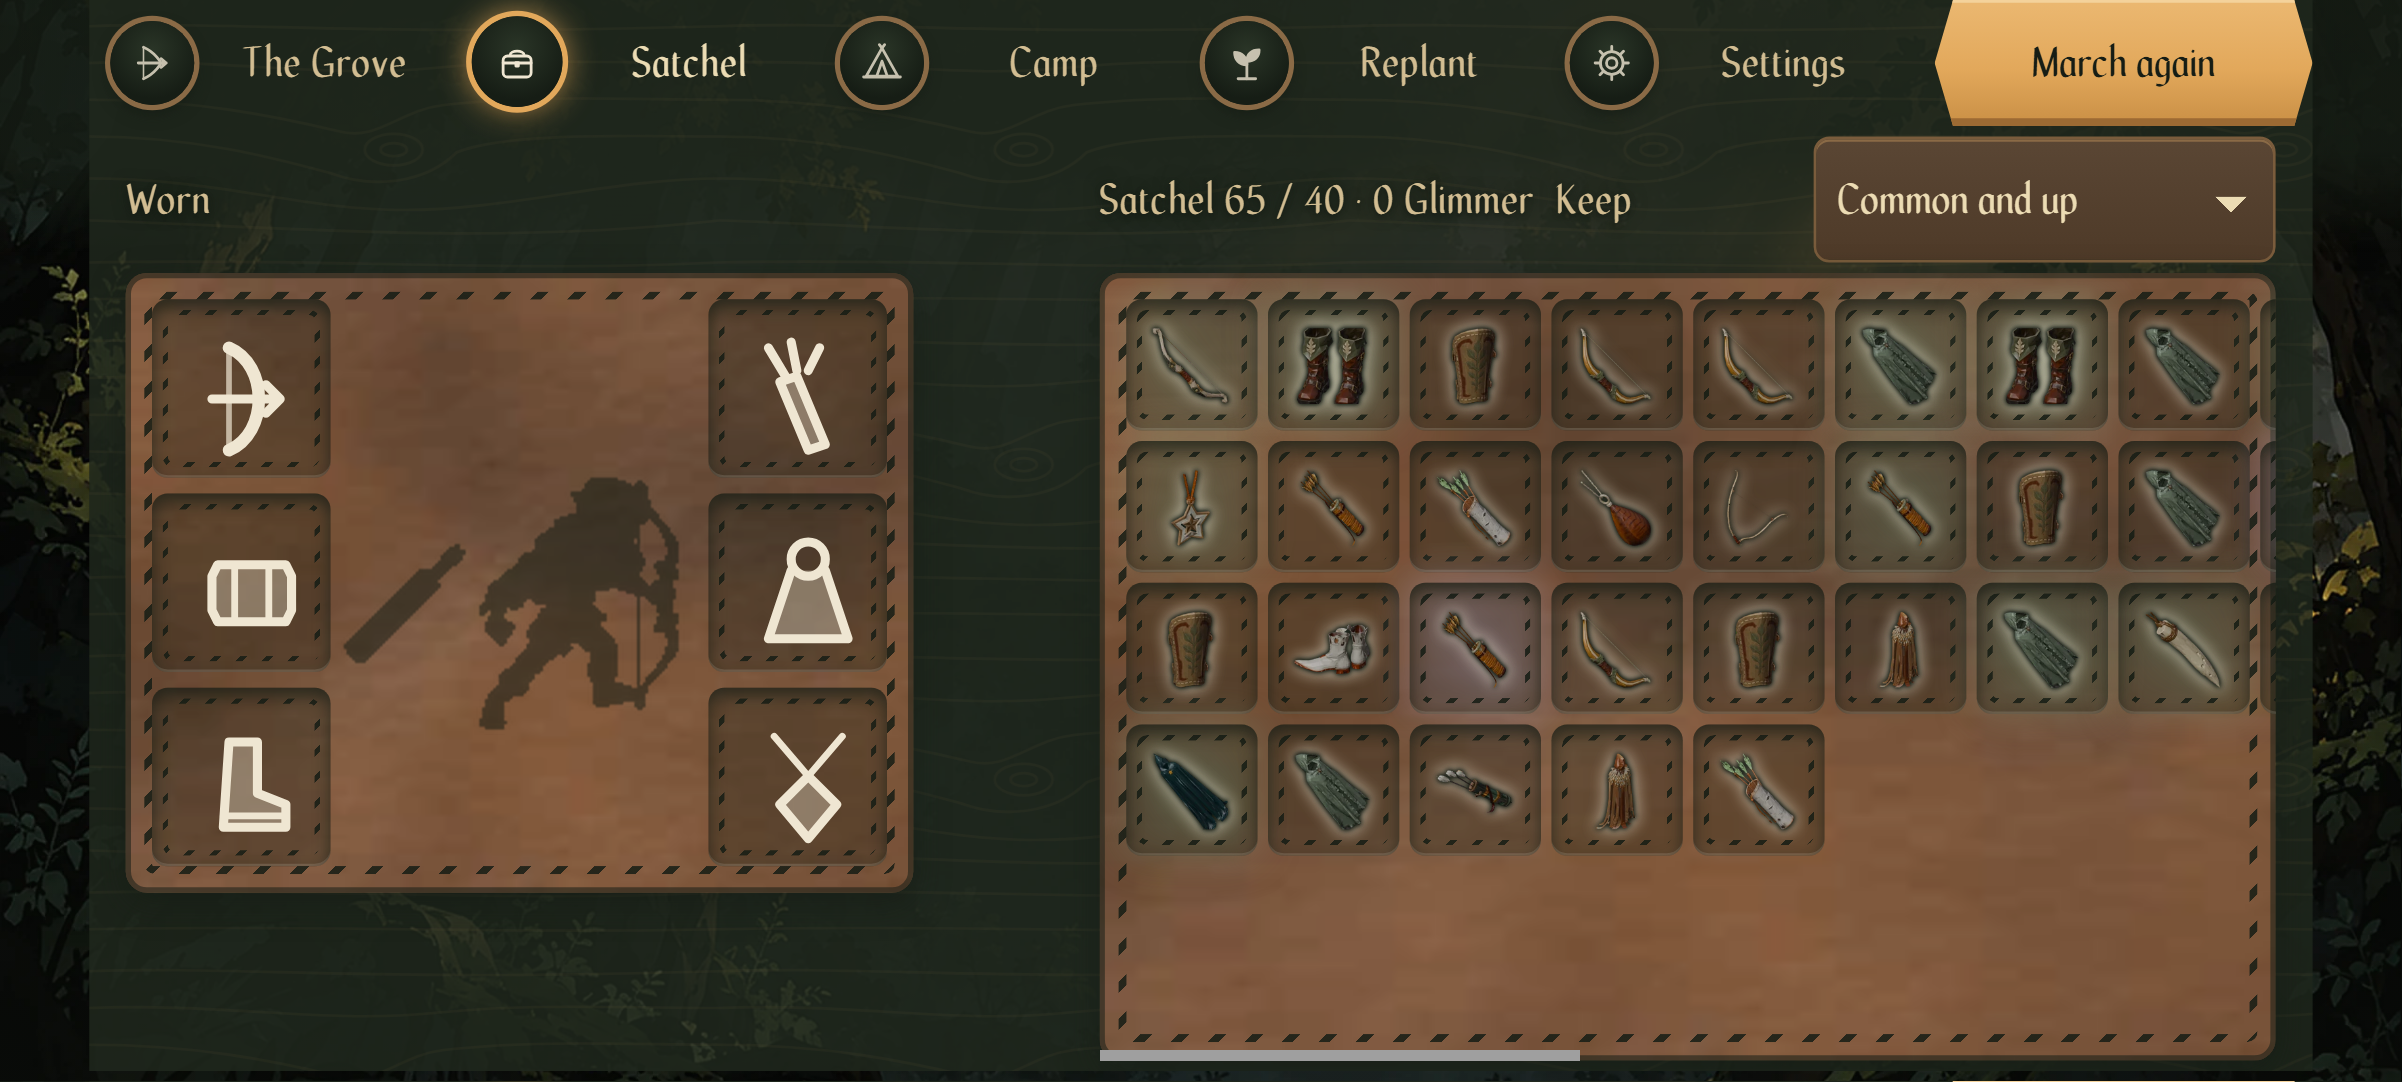 The Grove
Satchel
Camp
Replant
Settings
March again
Worn
Satchel 65 / 40 · 0 Glimmer Keep
Common and up